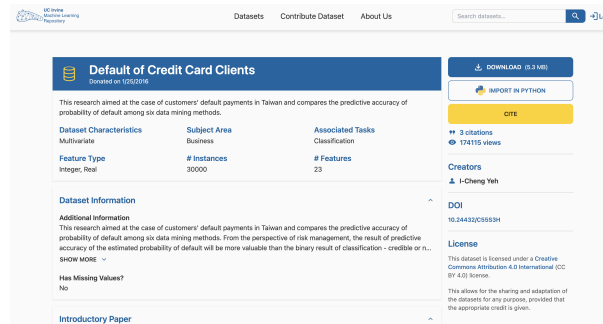 UC Irvine
Machine Learning
Repository
Datasets
Contribute Dataset
About Us
Search datasets...
Default of Credit Card Clients
Donated on 1/25/2016
This research aimed at the case of customers' default payments in Taiwan and compares the predictive accuracy of
probability of default among six data mining methods.
Dataset Characteristics
Multivariate
Subject Area
Business
Associated Tasks
Classification
Feature Type
Integer, Real
# Instances
30000
# Features
23
Dataset Information
Additional Information
This research aimed at the case of customers' default payments in Taiwan and compares the predictive accuracy of
probability of default among six data mining methods. From the perspective of risk management, the result of predictive
accuracy of the estimated probability of default will be more valuable than the binary result of classification - credible or n...
SHOW MORE
Has Missing Values?
No
Introductory Paper
DOWNLOAD (5.3 MB)
IMPORT IN PYTHON
CITE
3 citations
174115 views
Creators
I-Cheng Yeh
DOI
10.24432/C55S3H
License
This dataset is licensed under a Creative
Commons Attribution 4.0 International (CC
BY 4.0) license.
This allows for the sharing and adaptation of
the datasets for any purpose, provided that
the appropriate credit is given.